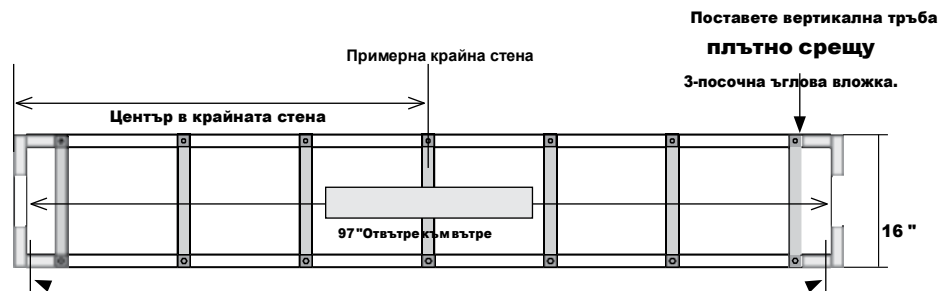 Поставете вертикална тръба
плътно срещу
3-посочна ъглова вложка.
Примерна крайна стена
Център в крайната стена
97 "Отвътре към вътре
16 "